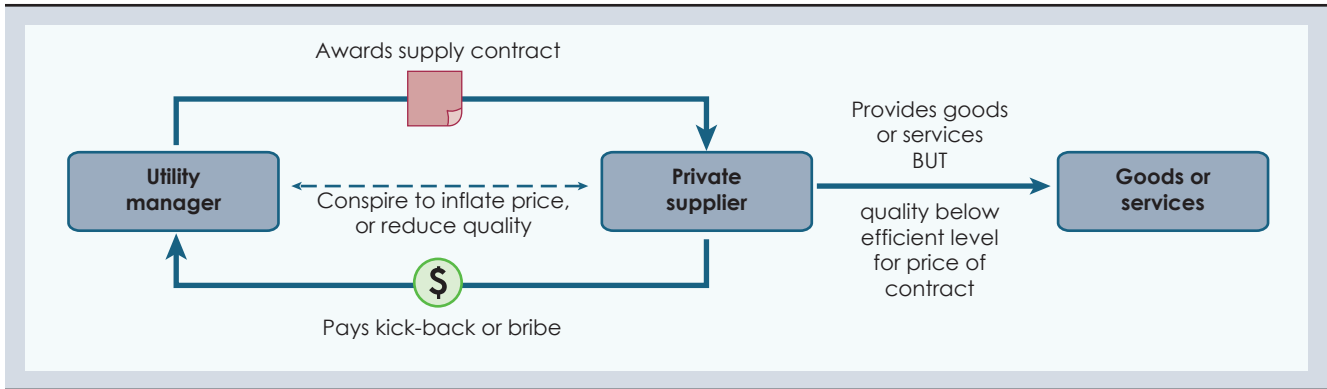 Awards supply contract
Utility
manager
Conspire to inflate price,
or reduce quality
Private
supplier
Provides goods
or services
BUT
quality below
efficient level
for price of
contract
Goods or
services
$
Pays kick-back or bribe